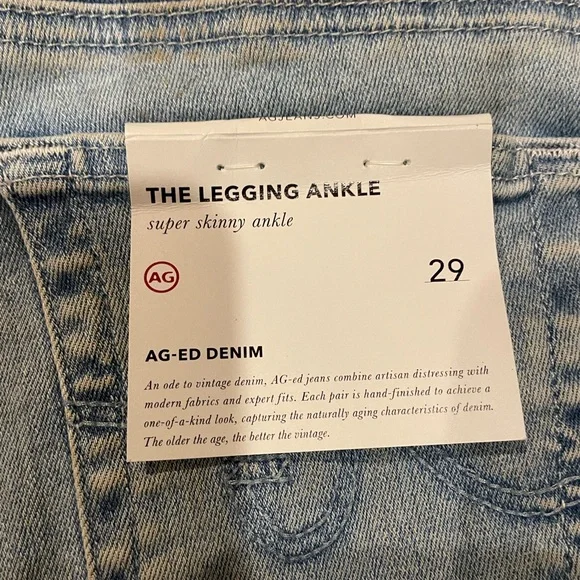 AGJEANS.COM
THE LEGGING ANKLE
super skinny ankle
AG
29
AG-ED DENIM
An ode to vintage denim, AG-ed jeans combine artisan distressing with
modern fabrics and expert fits. Each pair is hand-finished to achieve a
one-of-a-kind look, capturing the naturally aging characteristics of denim.
The older the age, the better the vintage.